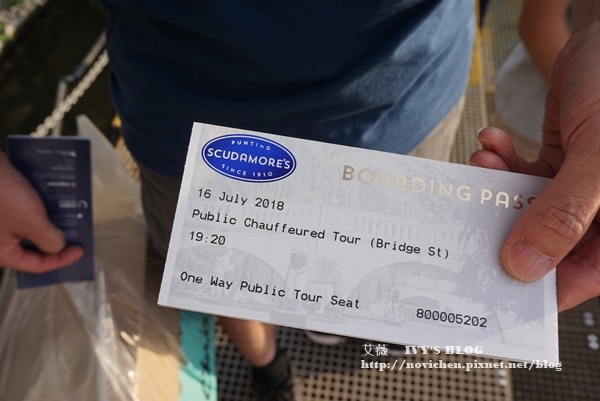 PUNTING
SCUDAMORE'S
SINCE 1910
BOARDING PASS
16 July 2018
Public Chauffeured Tour (Bridge St)
19:20
One Way Public Tour Seat
800005202
艾薇 IVY'S BLOG
http://novichen.pixnet.net/blog